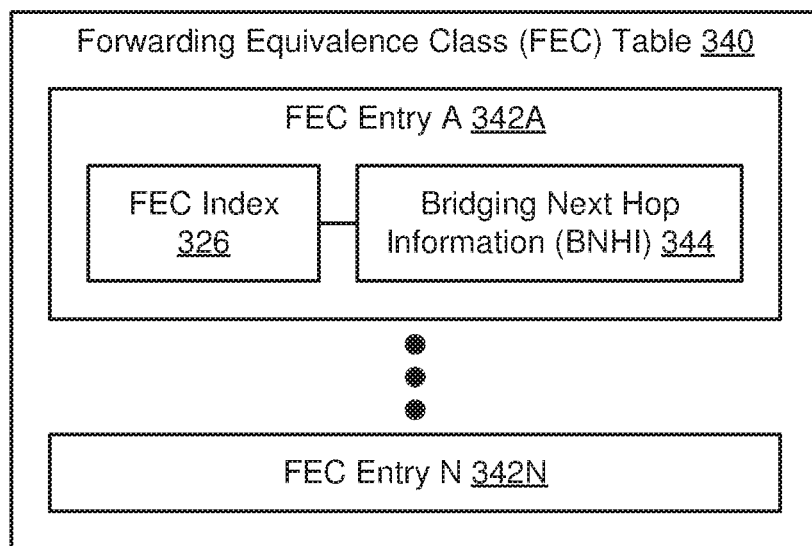 Forwarding Equivalence Class (FEC) Table 340
FEC Entry A 342A
FEC Index
326
Bridging Next Hop
Information (BNHI) 344
FEC Entry N 342N